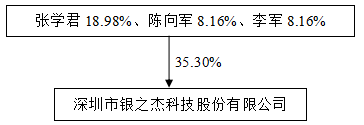 张学君 18.98%、陈向军 8.16%、李军 8.16%
35.30%
深圳市银之杰科技股份有限公司